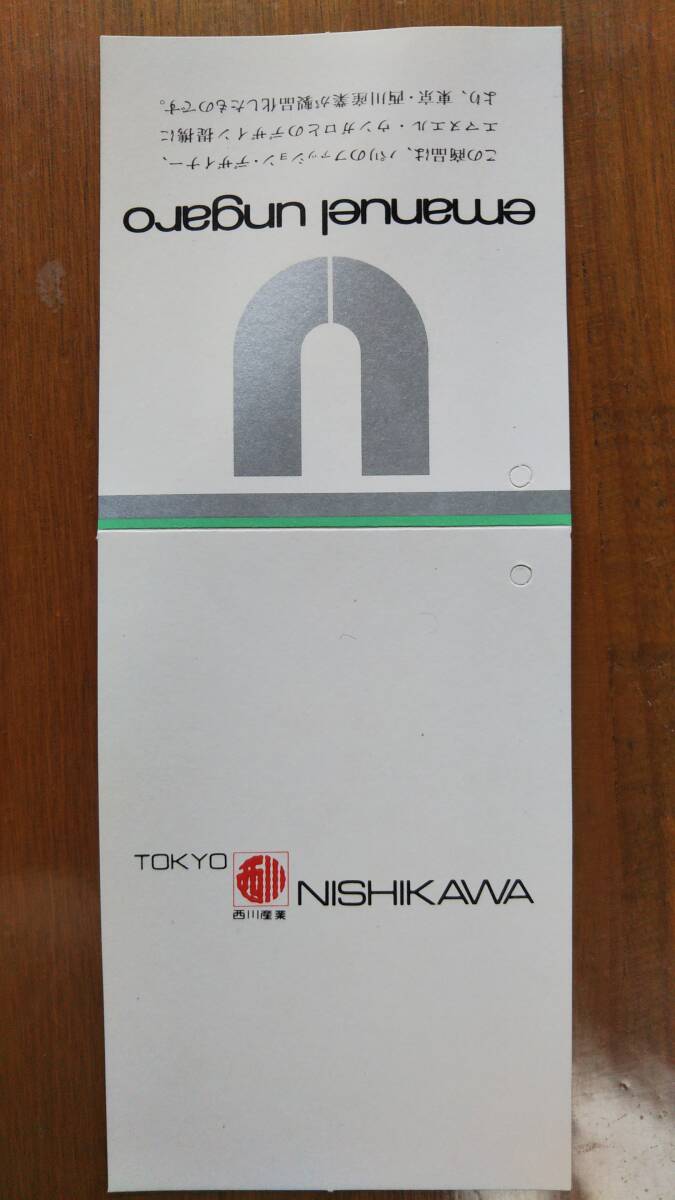 emanuel ungaro
この商品は、パリのファッション・デザイナー、
エマヌエル・ウンガロとのデザイン提携に
より、東京・西川産業が製品化したものです。
TOKYO
西川
西川産業
NISHIKAWA